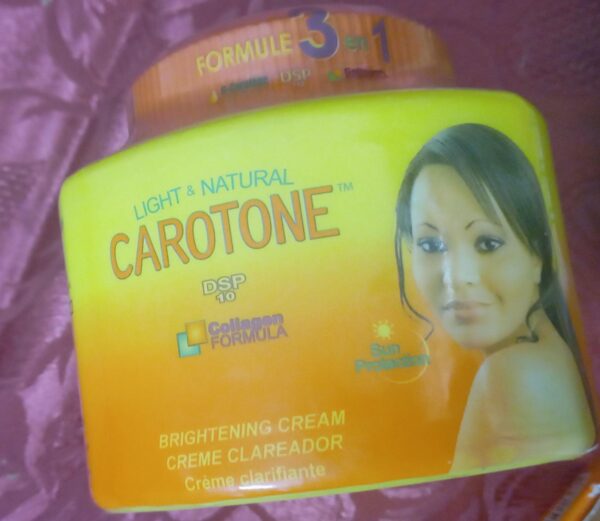 FORMULE 3 en 1
DSP
LIGHT & NATURAL
CAROTONE™
DSP
10
Collagen
FORMULA
Sun
Protection
BRIGHTENING CREAM
CREME CLAREADOR
Crème clarifiante